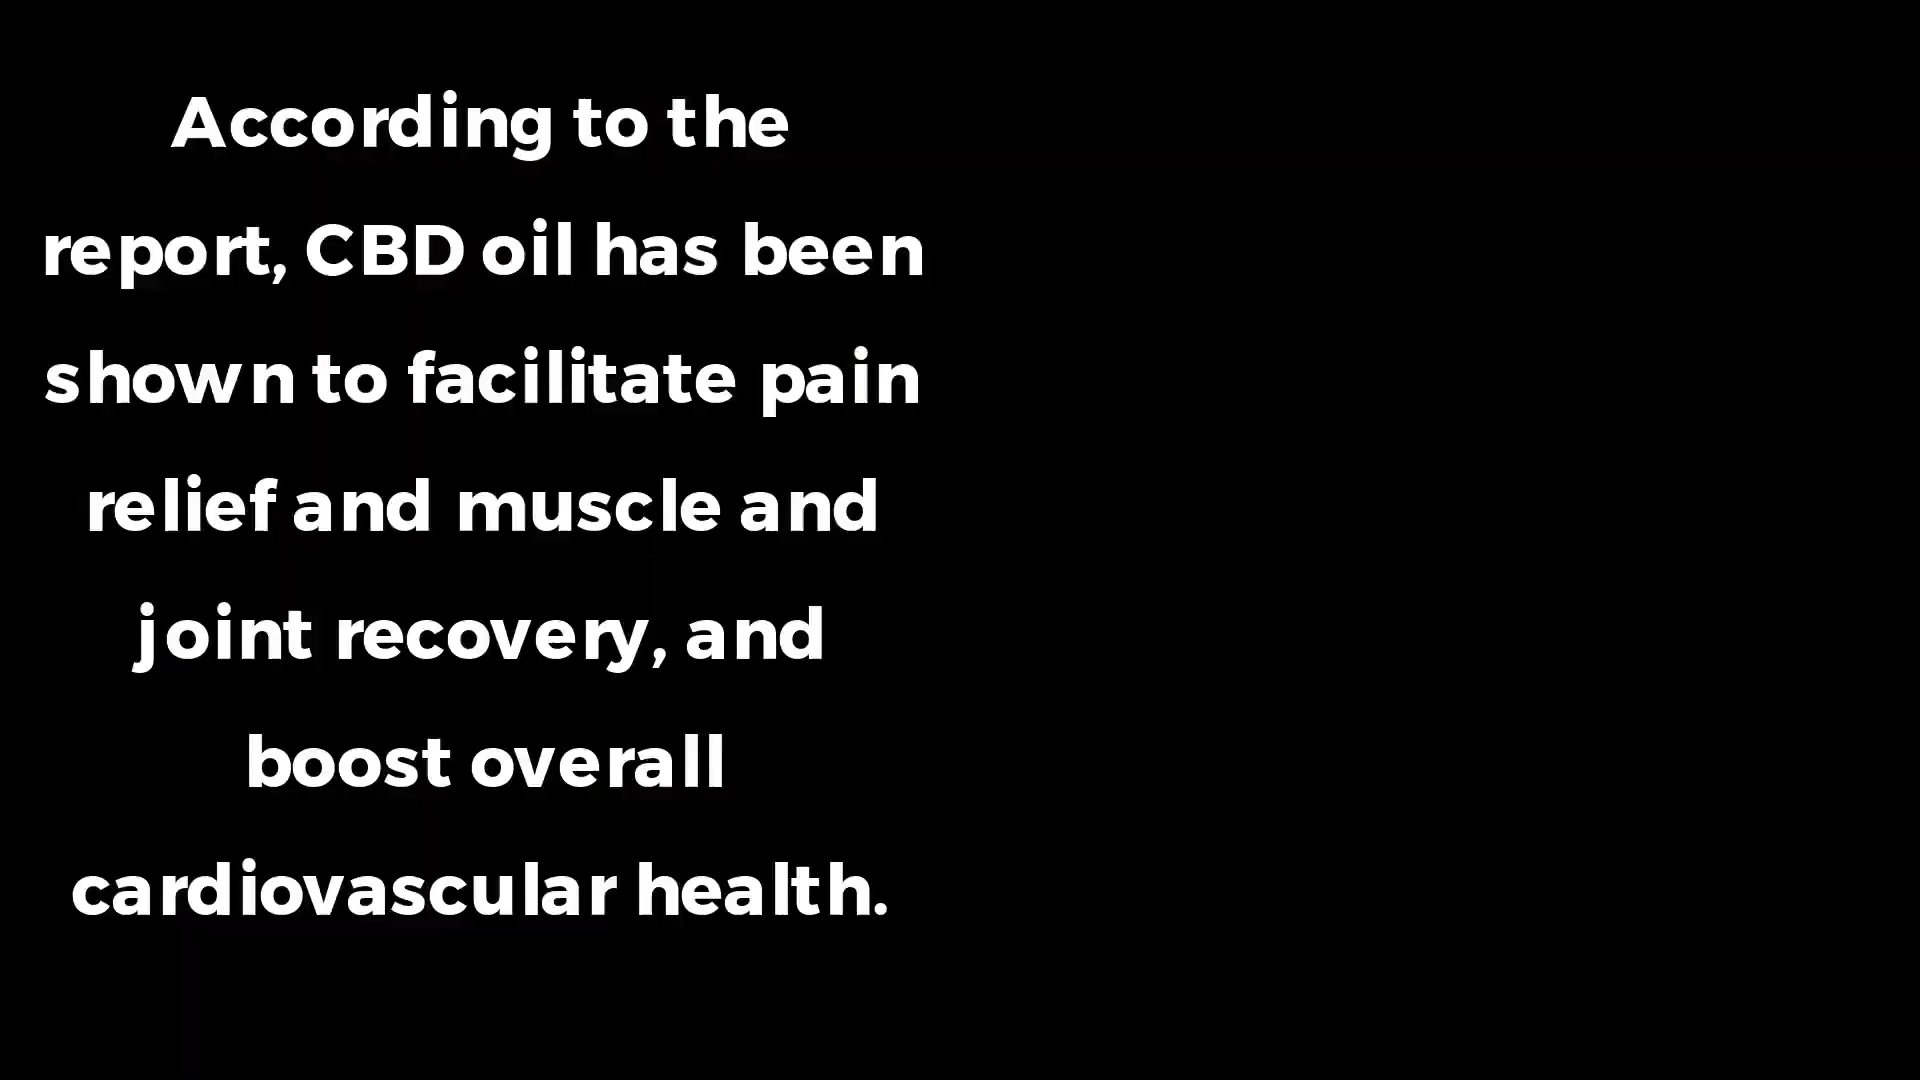 According to the
report, CBD oil has been
shown to facilitate pain
relief and muscle and
joint recovery, and
boost overall
cardiovascular health.